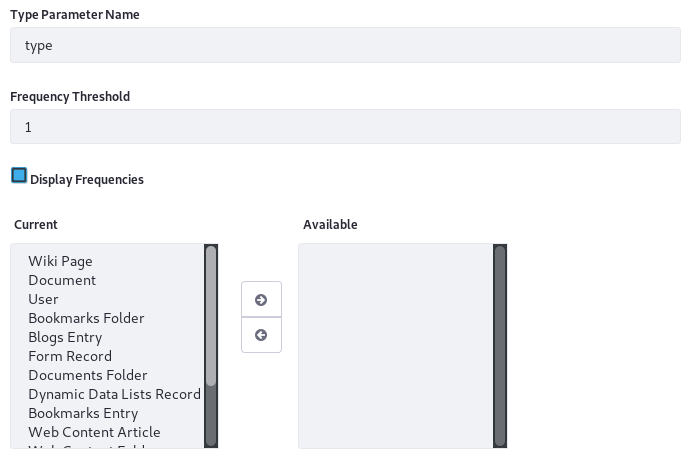 Type Parameter Name
type
Frequency Threshold
1
Display Frequencies
Current
Available
Wiki Page
Document
User
Bookmarks Folder
Blogs Entry
Form Record
Documents Folder
Dynamic Data Lists Record
Bookmarks Entry
Web Content Article